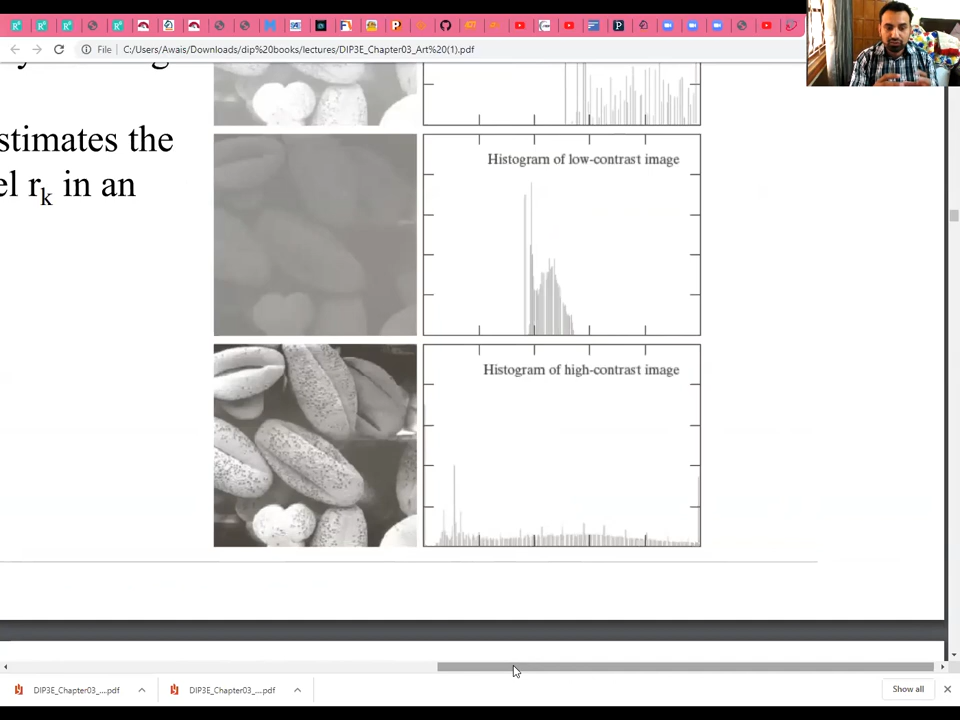 File
C:/Users/Awais/Downloads/dip%20books/lectures/DIP3E_Chapter03_Art%20(1).pdf
stimates the
el rk in an
Histogram of low-contrast image
Histogram of high-contrast image
DIP3E_Chapter03_....pdf
DIP3E_Chapter03_....pdf
Show all